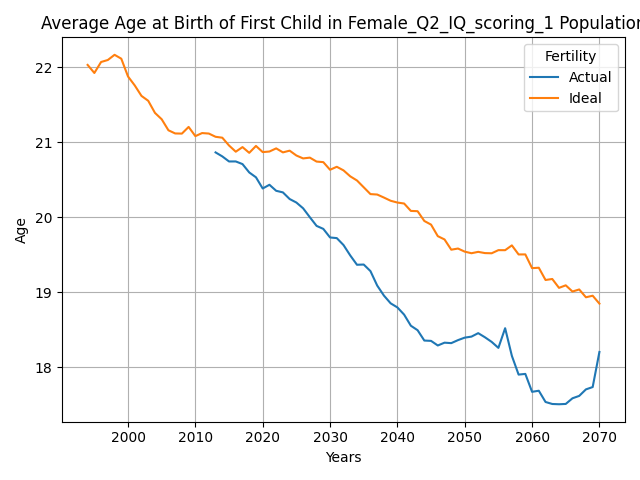 Average Age at Birth of First Child in Female_Q2_IQ_scoring_1 Population
Fertility
Actual
Ideal
22
21
20
19
18
Age
2000 2010 2020 2030 2040 2050 2060 2070
Years